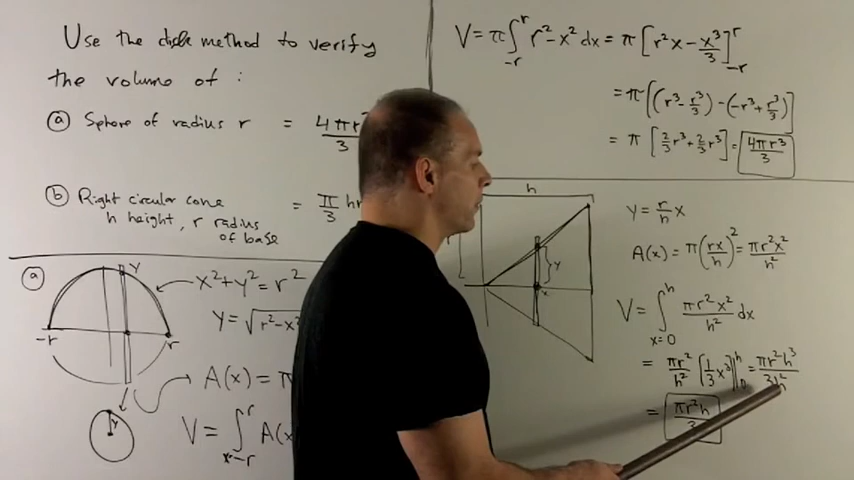 Use the disk method to verify
the volume of :
(a) Sphere of radius r = 4πr
3
(b) Right circular cone = π/3 hr
h height, r radius
of base
(a) y x² + y² = r²
y = √r² - x²
-r r
A(x) = π
r
V = ∫_{x=-r}^{r} A(x
V = π ∫_{-r}^{r} r² - x² dx = π [r²x - x³/3]_{-r}^{r}
= π [(r³ - r³/3) - (-r³ + r³/3)]
= π [2/3 r³ + 2/3 r³] = 4πr³/3
h
y
x
y = r/h x
A(x) = π (rx/h)² = πr²x²/h²
V = ∫_{x=0}^{h} πr²x²/h² dx
= πr²/h² [1/3 x³]|_0^h = πr²h³/3h²
= πr²h/3